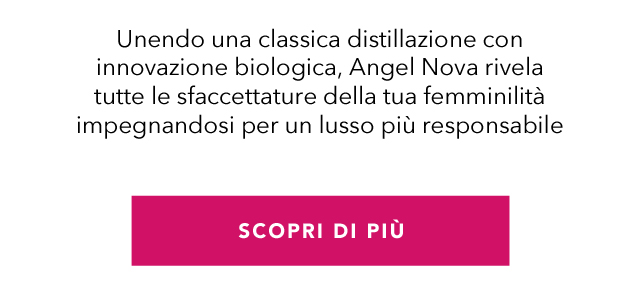 Unendo una classica distillazione con
innovazione biologica, Angel Nova rivela
tutte le sfaccettature della tua femminilità
impegnandosi per un lusso più responsabile
SCOPRI DI PIÙ